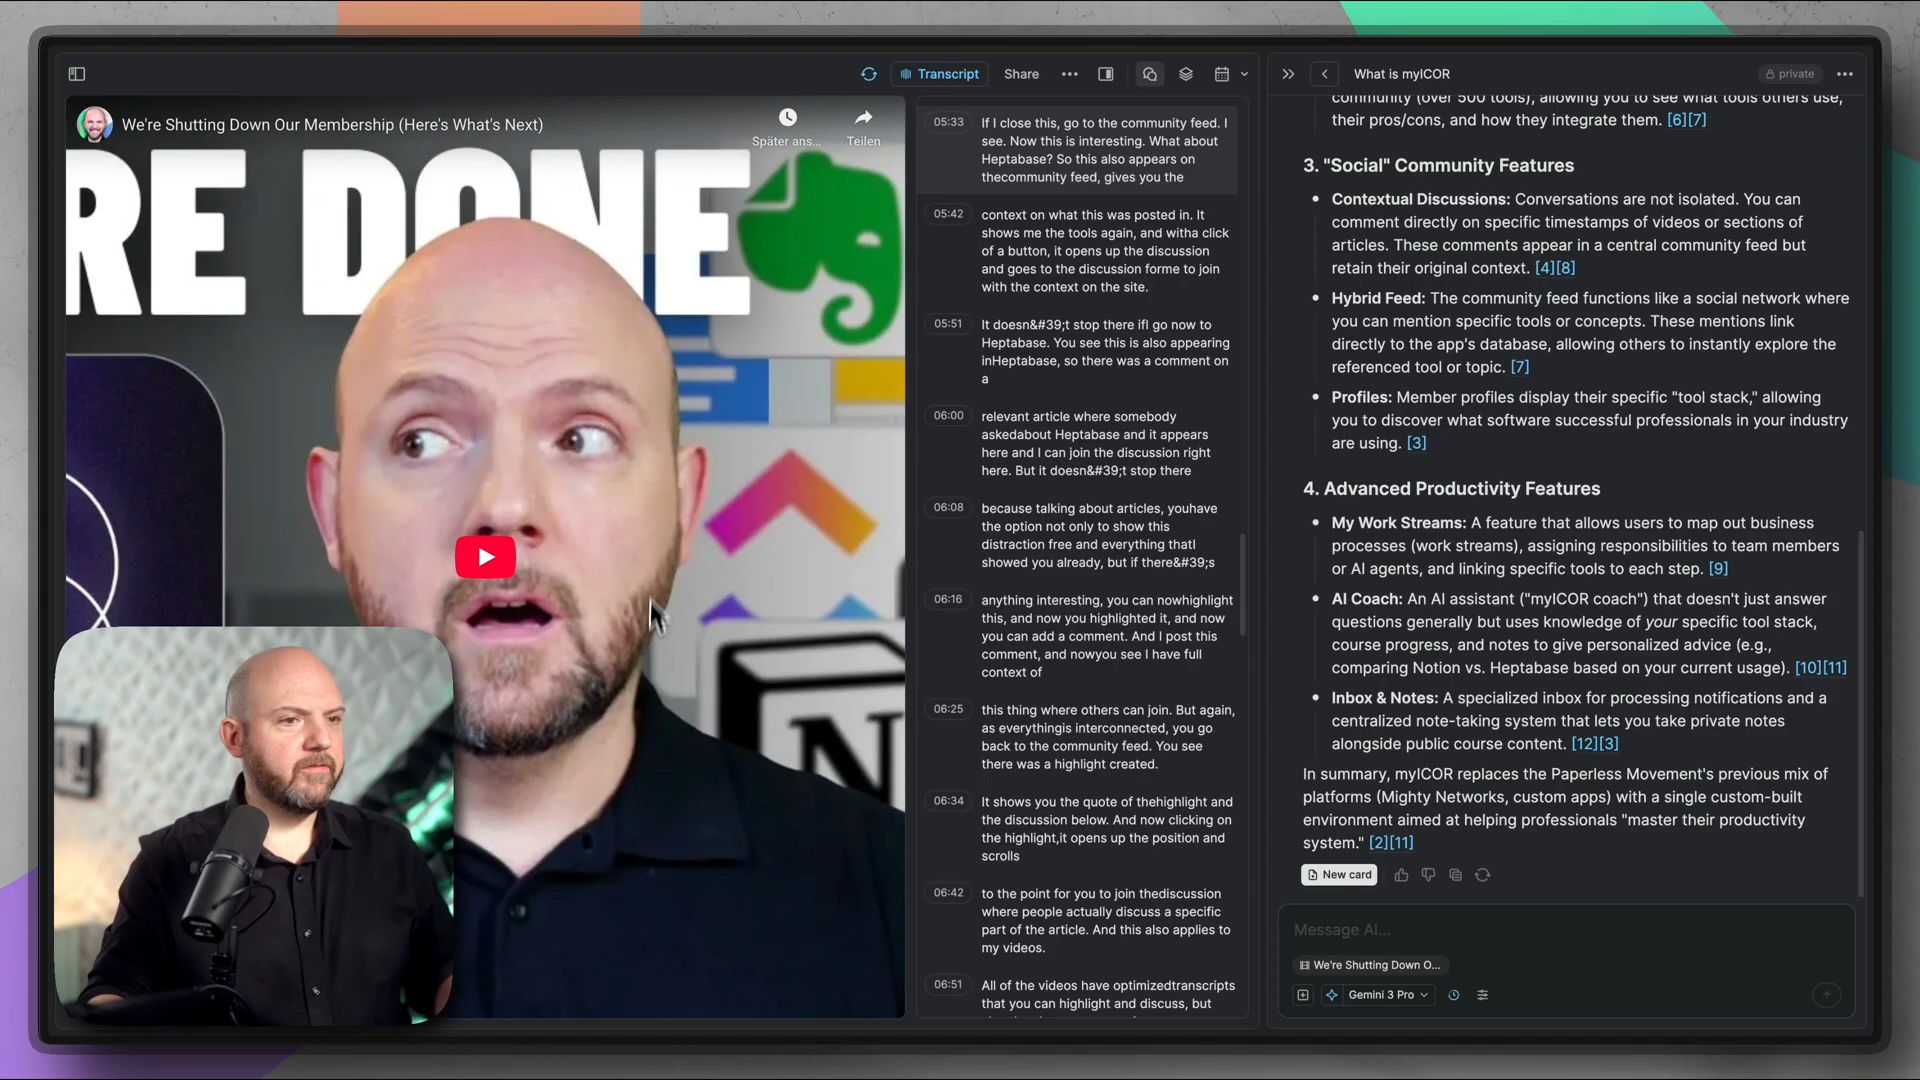 Transcript
Share
What is myICOR
private
We're Shutting Down Our Membership (Here's What's Next)
Später ans...
Teilen
RE DONE
N
05:33
If I close this, go to the community feed. I
see. Now this is interesting. What about
Heptabase? So this also appears on
thecommunity feed, gives you the
05:42
context on what this was posted in. It
shows me the tools again, and witha click
of a button, it opens up the discussion
and goes to the discussion forme to join
with the context on the site.
05:51
It doesn&#39;t stop there ifI go now to
Heptabase. You see this is also appearing
inHeptabase, so there was a comment on
a
06:00
relevant article where somebody
askedabout Heptabase and it appears
here and I can join the discussion right
here. But it doesn&#39;t stop there
06:08
because talking about articles, youhave
the option not only to show this
distraction free and everything thatI
showed you already, but if there&#39;s
06:16
anything interesting, you can nowhighlight
this, and now you highlighted it, and now
you can add a comment. And I post this
comment, and nowyou see I have full
context of
06:25
this thing where others can join. But again,
as everythingis interconnected, you go
back to the community feed. You see
there was a highlight created.
06:34
It shows you the quote of thehighlight and
the discussion below. And now clicking on
the highlight,it opens up the position and
scrolls
06:42
to the point for you to join thediscussion
where people actually discuss a specific
part of the article. And this also applies to
my videos.
06:51
All of the videos have optimizedtranscripts
that you can highlight and discuss, but
community (over 500 tools), allowing you to see what tools others use,
their pros/cons, and how they integrate them. [6][7]
3. "Social" Community Features
• Contextual Discussions: Conversations are not isolated. You can
comment directly on specific timestamps of videos or sections of
articles. These comments appear in a central community feed but
retain their original context. [4][8]
• Hybrid Feed: The community feed functions like a social network where
you can mention specific tools or concepts. These mentions link
directly to the app's database, allowing others to instantly explore the
referenced tool or topic. [7]
• Profiles: Member profiles display their specific "tool stack," allowing
you to discover what software successful professionals in your industry
are using. [3]
4. Advanced Productivity Features
• My Work Streams: A feature that allows users to map out business
processes (work streams), assigning responsibilities to team members
or AI agents, and linking specific tools to each step. [9]
• AI Coach: An AI assistant ("myICOR coach") that doesn't just answer
questions generally but uses knowledge of your specific tool stack,
course progress, and notes to give personalized advice (e.g.,
comparing Notion vs. Heptabase based on your current usage). [10][11]
• Inbox & Notes: A specialized inbox for processing notifications and a
centralized note-taking system that lets you take private notes
alongside public course content. [12][3]
In summary, myICOR replaces the Paperless Movement's previous mix of
platforms (Mighty Networks, custom apps) with a single custom-built
environment aimed at helping professionals "master their productivity
system." [2][11]
New card
Message AI...
We're Shutting Down O...
Gemini 3 Pro